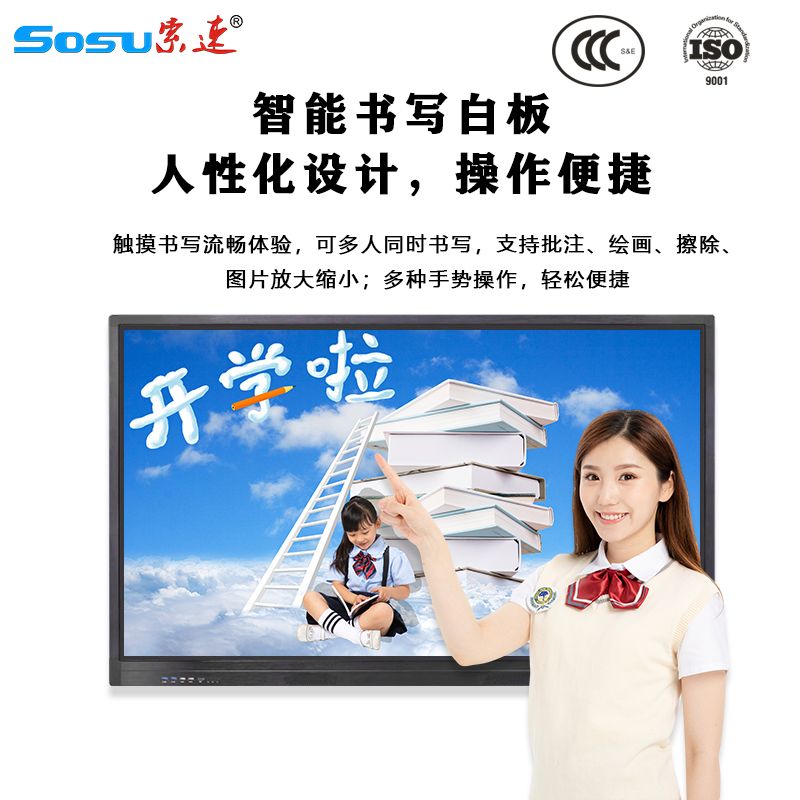 Sosu索速®
CCC S&E
International Organization for Standardization
ISO
9001
智能书写白板
人性化设计，操作便捷
触摸书写流畅体验，可多人同时书写，支持批注、绘画、擦除、
图片放大缩小；多种手势操作，轻松便捷
开学啦